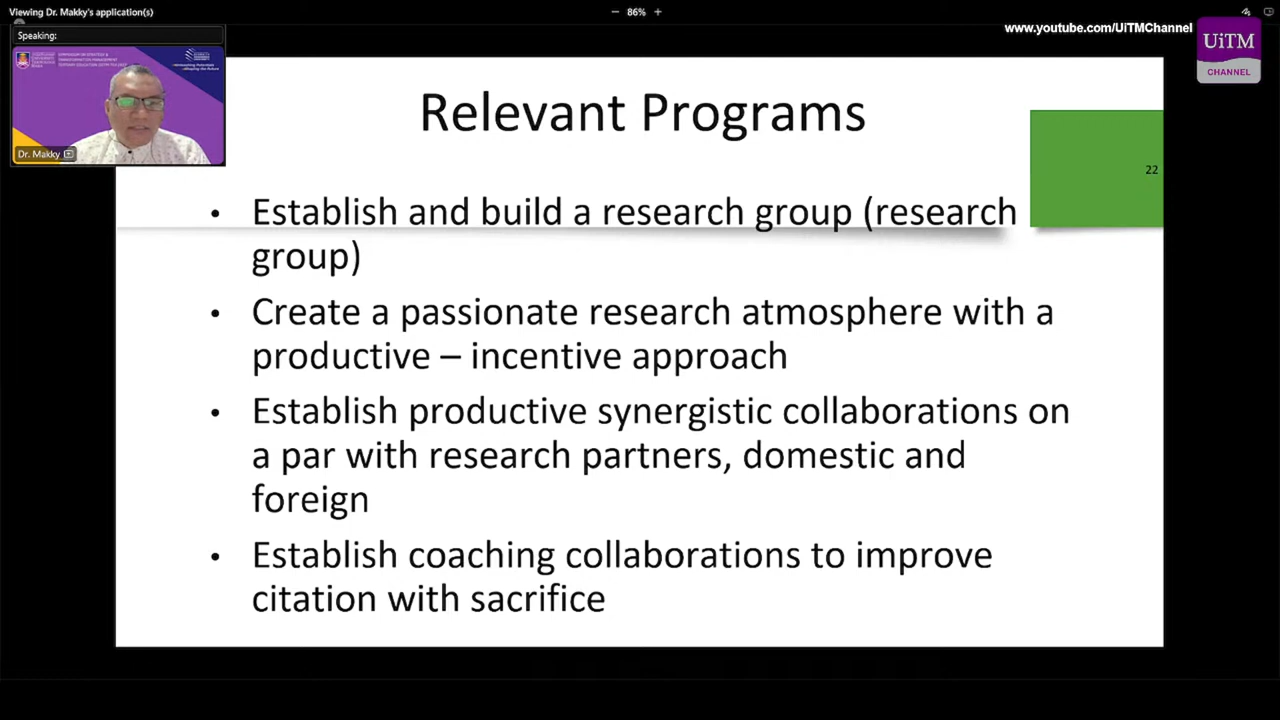 Viewing Dr. Makky's application(s)
86%
Speaking:
www.youtube.com/UiTMChannel
UiTM
CHANNEL
Dr. Makky
Relevant Programs
22
• Establish and build a research group (research
group)
• Create a passionate research atmosphere with a
productive – incentive approach
• Establish productive synergistic collaborations on
a par with research partners, domestic and
foreign
• Establish coaching collaborations to improve
citation with sacrifice